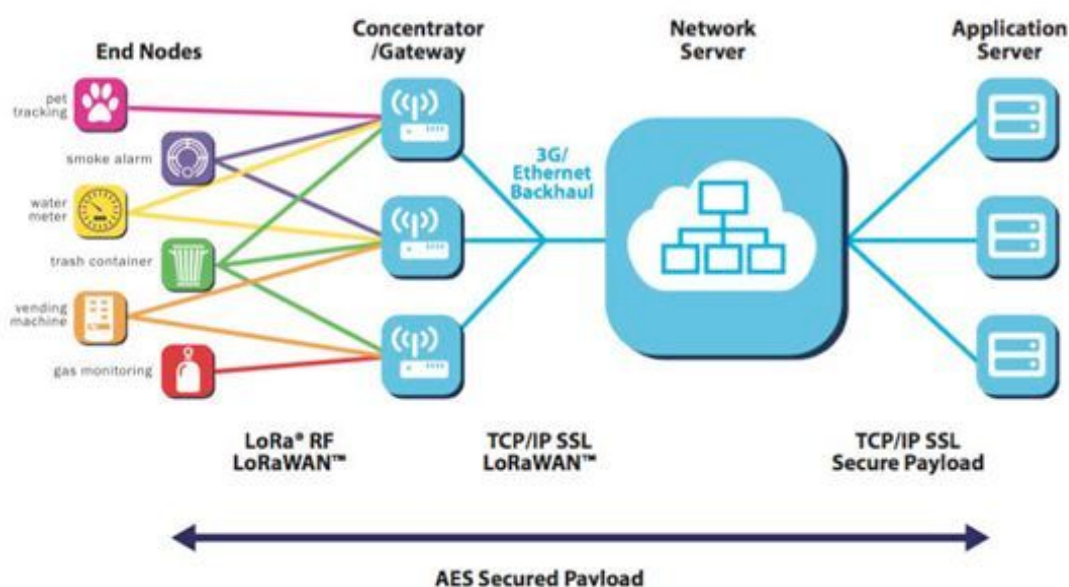 End Nodes
Concentrator
/Gateway
Network
Server
Application
Server
pet
tracking
smoke alarm
water
meter
trash container
vending
machine
gas monitoring
3G/
Ethernet
Backhaul
LoRa® RF
LoRaWAN™
TCP/IP SSL
LoRaWAN™
TCP/IP SSL
Secure Payload
AES Secured Payload